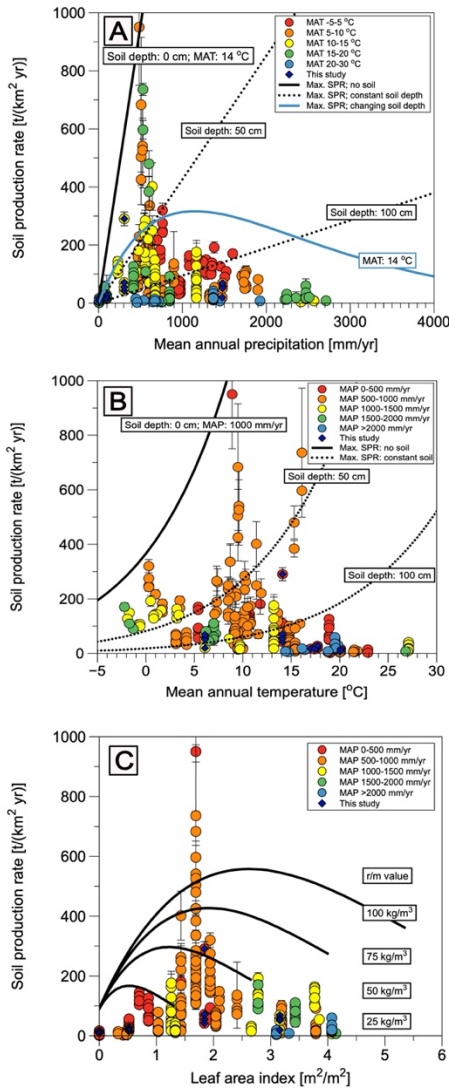 A
Soil depth: 0 cm; MAT: 14 °C
MAT -5-5 °C
MAT 5-10 °C
MAT 10-15 °C
MAT 15-20 °C
MAT 20-30 °C
This study
Max. SPR; no soil
Max. SPR; constant soil depth
Max. SPR; changing soil depth
Soil depth: 50 cm
Soil depth: 100 cm
MAT: 14 °C
Soil production rate [t/(km² yr)]
1000
800
600
400
200
0
0 1000 2000 3000 4000
Mean annual precipitation [mm/yr]
B
Soil depth: 0 cm; MAP: 1000 mm/yr
MAP 0-500 mm/yr
MAP 500-1000 mm/yr
MAP 1000-1500 mm/yr
MAP 1500-2000 mm/yr
MAP >2000 mm/yr
This study
Max. SPR; no soil
Max. SPR; constant soil
Soil depth: 50 cm
Soil depth: 100 cm
Soil production rate [t/(km² yr)]
1000
800
600
400
200
0
-5 0 5 10 15 20 25 30
Mean annual temperature [°C]
C
MAP 0-500 mm/yr
MAP 500-1000 mm/yr
MAP 1000-1500 mm/yr
MAP 1500-2000 mm/yr
MAP >2000 mm/yr
This study
r/m value
100 kg/m³
75 kg/m³
50 kg/m³
25 kg/m³
Soil production rate [t/(km² yr)]
1000
800
600
400
200
0
0 1 2 3 4 5 6
Leaf area index [m²/m²]